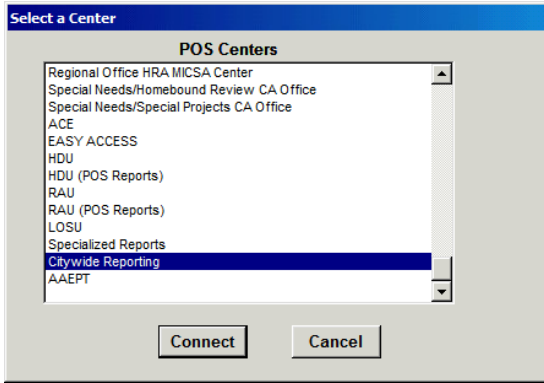 Select a Center
POS Centers
Regional Office HRA MICSA Center
Special Needs/Homebound Review CA Office
Special Needs/Special Projects CA Office
ACE
EASY ACCESS
HDU
HDU (POS Reports)
RAU
RAU (POS Reports)
LOSU
Specialized Reports
Citywide Reporting
AAEPT
Connect Cancel